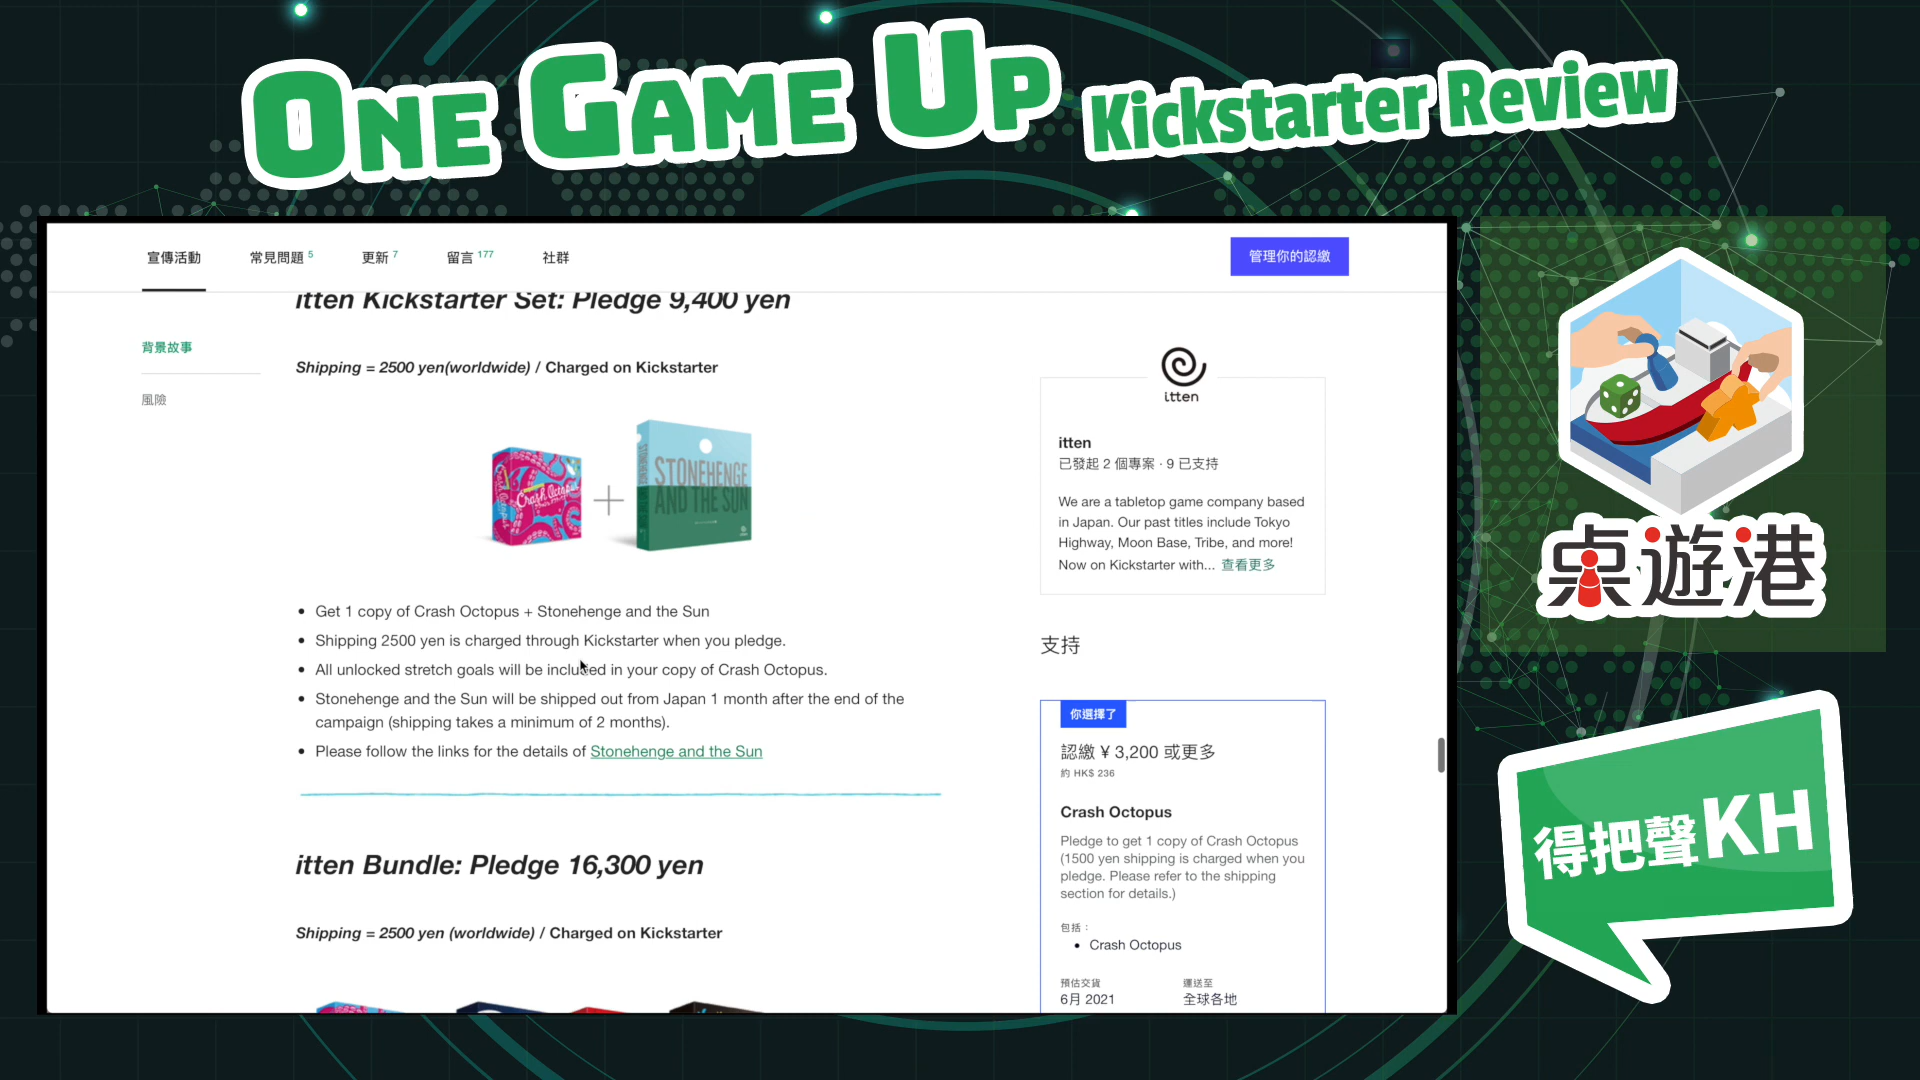 ONE GAME UP Kickstarter Review
宣傳活動
常見問題 5
更新 7
留言 177
社群
管理你的認繳
itten Kickstarter Set: Pledge 9,400 yen
背景故事
風險
Shipping = 2500 yen(worldwide) / Charged on Kickstarter
Crash Octopus
STONEHENGE
AND THE SUN
Get 1 copy of Crash Octopus + Stonehenge and the Sun
Shipping 2500 yen is charged through Kickstarter when you pledge.
All unlocked stretch goals will be included in your copy of Crash Octopus.
Stonehenge and the Sun will be shipped out from Japan 1 month after the end of the
campaign (shipping takes a minimum of 2 months).
Please follow the links for the details of Stonehenge and the Sun
itten Bundle: Pledge 16,300 yen
Shipping = 2500 yen (worldwide) / Charged on Kickstarter
itten
itten
已發起 2 個專案 · 9 已支持
We are a tabletop game company based
in Japan. Our past titles include Tokyo
Highway, Moon Base, Tribe, and more!
Now on Kickstarter with... 查看更多
支持
你選擇了
認繳 ¥ 3,200 或更多
約 HK$ 236
Crash Octopus
Pledge to get 1 copy of Crash Octopus
(1500 yen shipping is charged when you
pledge. Please refer to the shipping
section for details.)
包括：
Crash Octopus
預估交貨
6月 2021
運送至
全球各地
桌遊港
得把聲KH